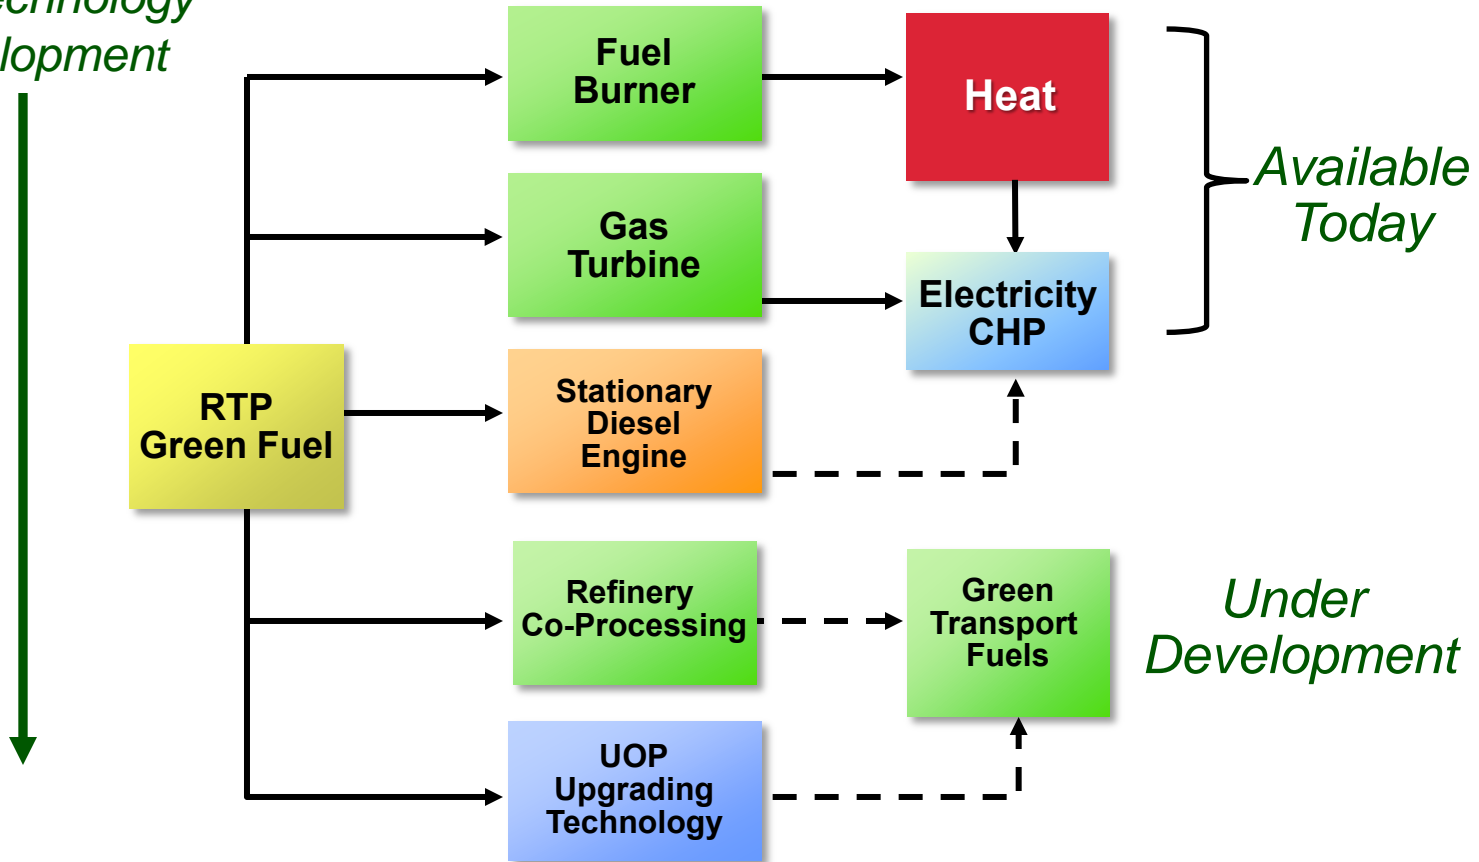 lopment
Fuel
Burner
Heat
Available
Today
Gas
Turbine
Electricity
CHP
RTP
Green Fuel
Stationary
Diesel
Engine
Refinery
Co-Processing
Green
Transport
Fuels
Under
Development
UOP
Upgrading
Technology